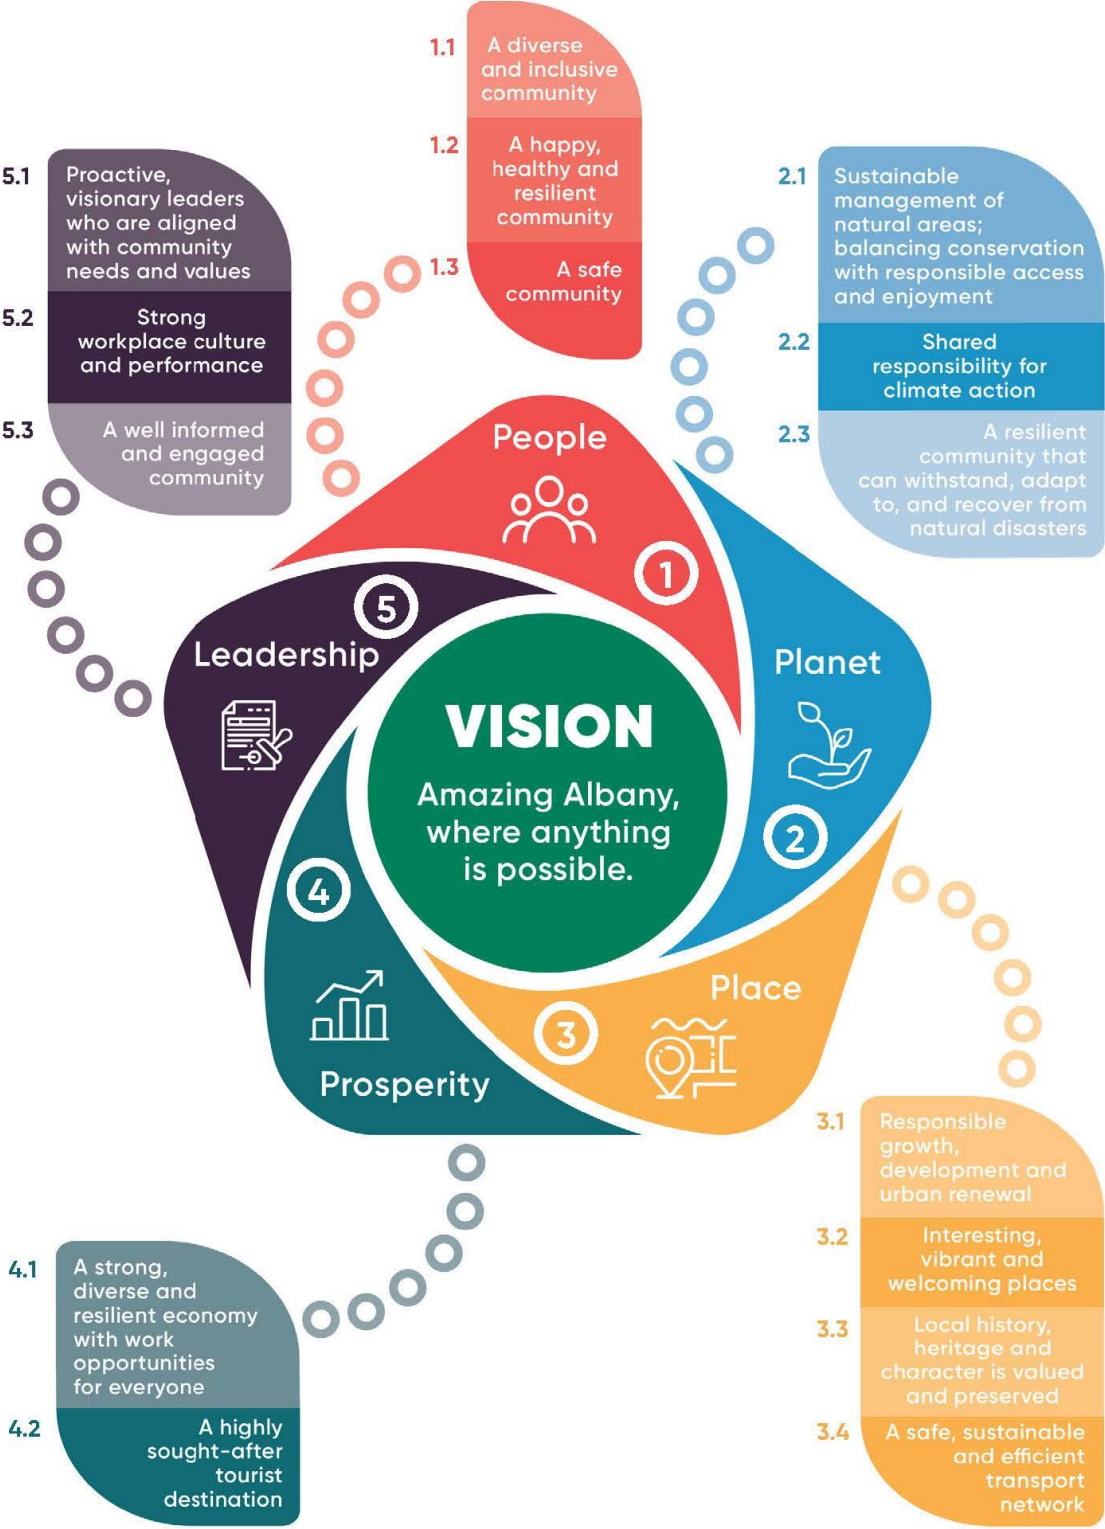 1.1
A diverse
and inclusive
community
1.2
A happy,
healthy and
resilient
community
1.3
A safe
community
5.1
Proactive,
visionary leaders
who are aligned
with community
needs and values
5.2
Strong
workplace culture
and performance
5.3
A well informed
and engaged
community
2.1
Sustainable
management of
natural areas;
balancing conservation
with responsible access
and enjoyment
2.2
Shared
responsibility for
climate action
2.3
A resilient
community that
can withstand, adapt
to, and recover from
natural disasters
People
1
5
Leadership
Planet
2
VISION
Amazing Albany,
where anything
is possible.
4
Prosperity
3
Place
3.1
Responsible
growth,
development and
urban renewal
3.2
Interesting,
vibrant and
welcoming places
3.3
Local history,
heritage and
character is valued
and preserved
3.4
A safe, sustainable
and efficient
transport
network
4.1
A strong,
diverse and
resilient economy
with work
opportunities
for everyone
4.2
A highly
sought-after
tourist
destination